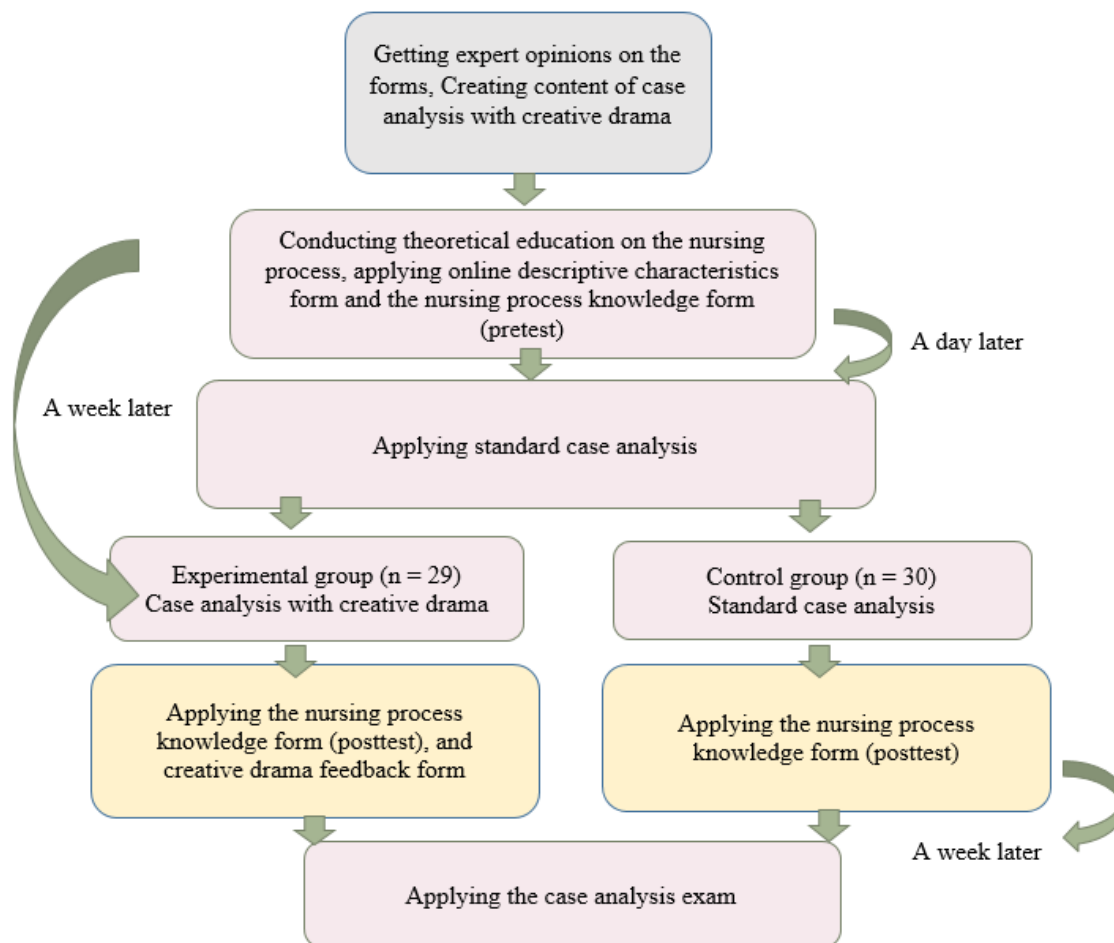 Getting expert opinions on the
forms, Creating content of case
analysis with creative drama
Conducting theoretical education on the nursing
process, applying online descriptive characteristics
form and the nursing process knowledge form
(pretest)
A day later
A week later
Applying standard case analysis
Experimental group (n = 29)
Case analysis with creative drama
Control group (n = 30)
Standard case analysis
Applying the nursing process
knowledge form (posttest), and
creative drama feedback form
Applying the nursing process
knowledge form (posttest)
A week later
Applying the case analysis exam